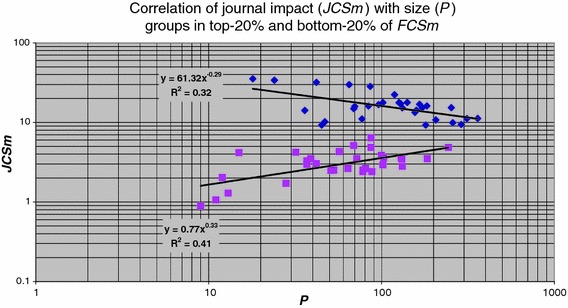 Correlation of journal impact (JCSm) with size (P)
groups in top-20% and bottom-20% of FCSm
100
10
1
0.1
JCSm
y = 61.32x^-0.29
R² = 0.32
y = 0.77x^0.33
R² = 0.41
1
10
100
1000
P